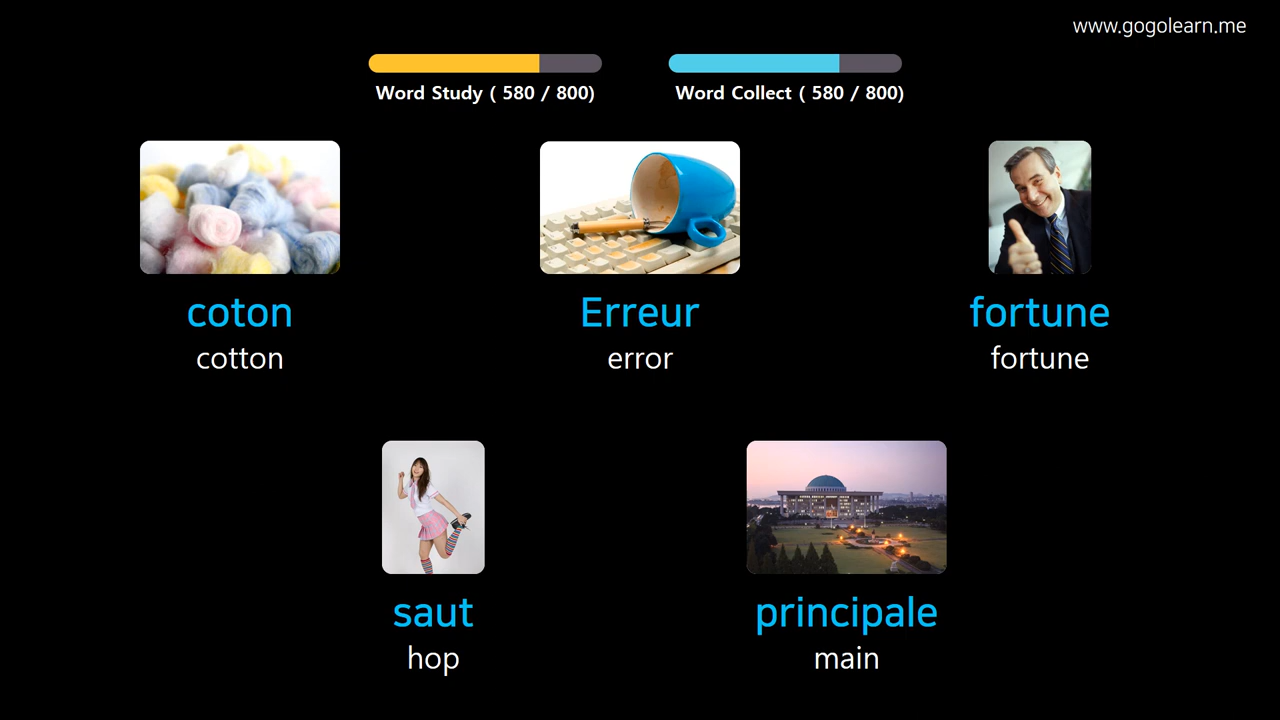 www.gogolearn.me
Word Study ( 580 / 800)
Word Collect ( 580 / 800)
coton
cotton
Erreur
error
fortune
fortune
saut
hop
principale
main